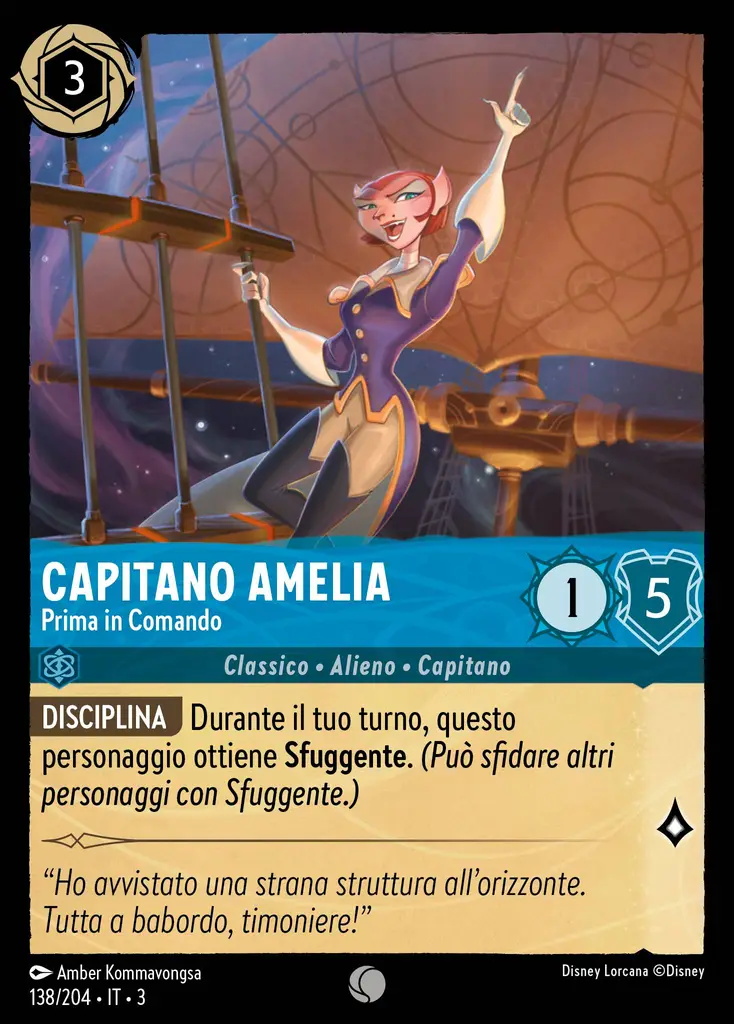 3
CAPITANO AMELIA
Prima in Comando
1
5
Classico • Alieno • Capitano
DISCIPLINA Durante il tuo turno, questo
personaggio ottiene Sfuggente. (Può sfidare altri
personaggi con Sfuggente.)
“Ho avvistato una strana struttura all’orizzonte.
Tutta a babordo, timoniere!”
Amber Kommavongsa
Disney Lorcana ©Disney
138/204 • IT • 3